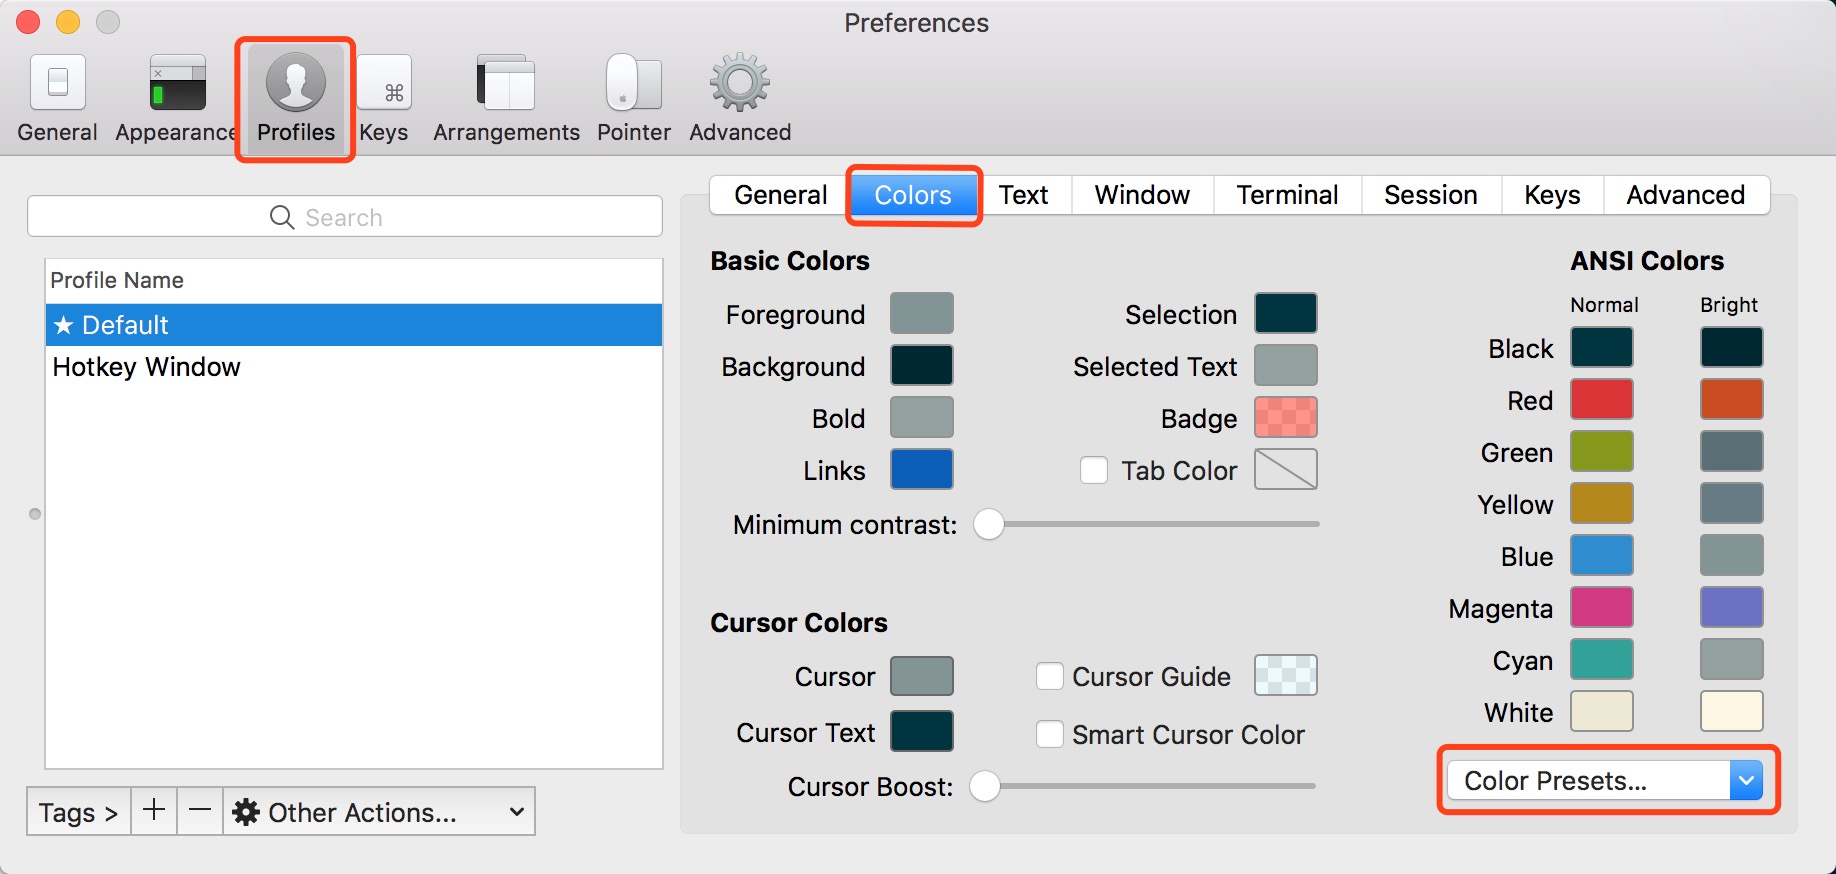 Preferences
General Appearance Profiles Keys Arrangements Pointer Advanced
Search
Profile Name
★ Default
Hotkey Window
Tags > + − Other Actions...
General Colors Text Window Terminal Session Keys Advanced
Basic Colors
Foreground Selection
Background Selected Text
Bold Badge
Links Tab Color
Minimum contrast:
Cursor Colors
Cursor Cursor Guide
Cursor Text Smart Cursor Color
Cursor Boost:
ANSI Colors
Normal Bright
Black
Red
Green
Yellow
Blue
Magenta
Cyan
White
Color Presets...